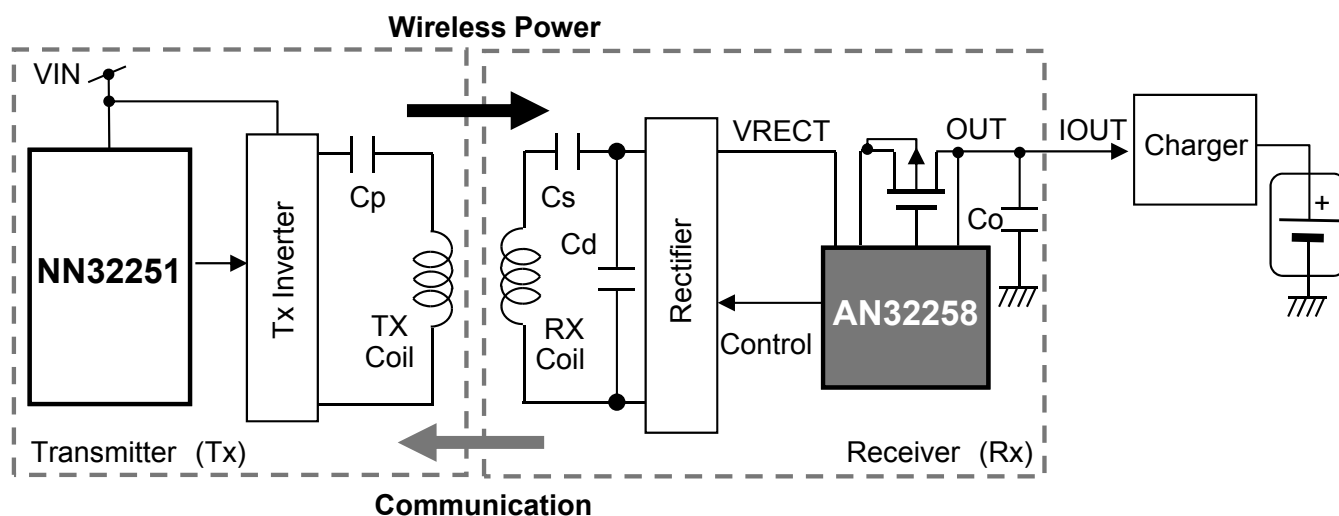 Wireless Power
VIN
NN32251
Tx Inverter
Cp
TX
Coil
Transmitter (Tx)
Cs
Cd
RX
Coil
Rectifier
VRECT
Control
AN32258
OUT
IOUT
Co
Receiver (Rx)
Charger
+
Communication